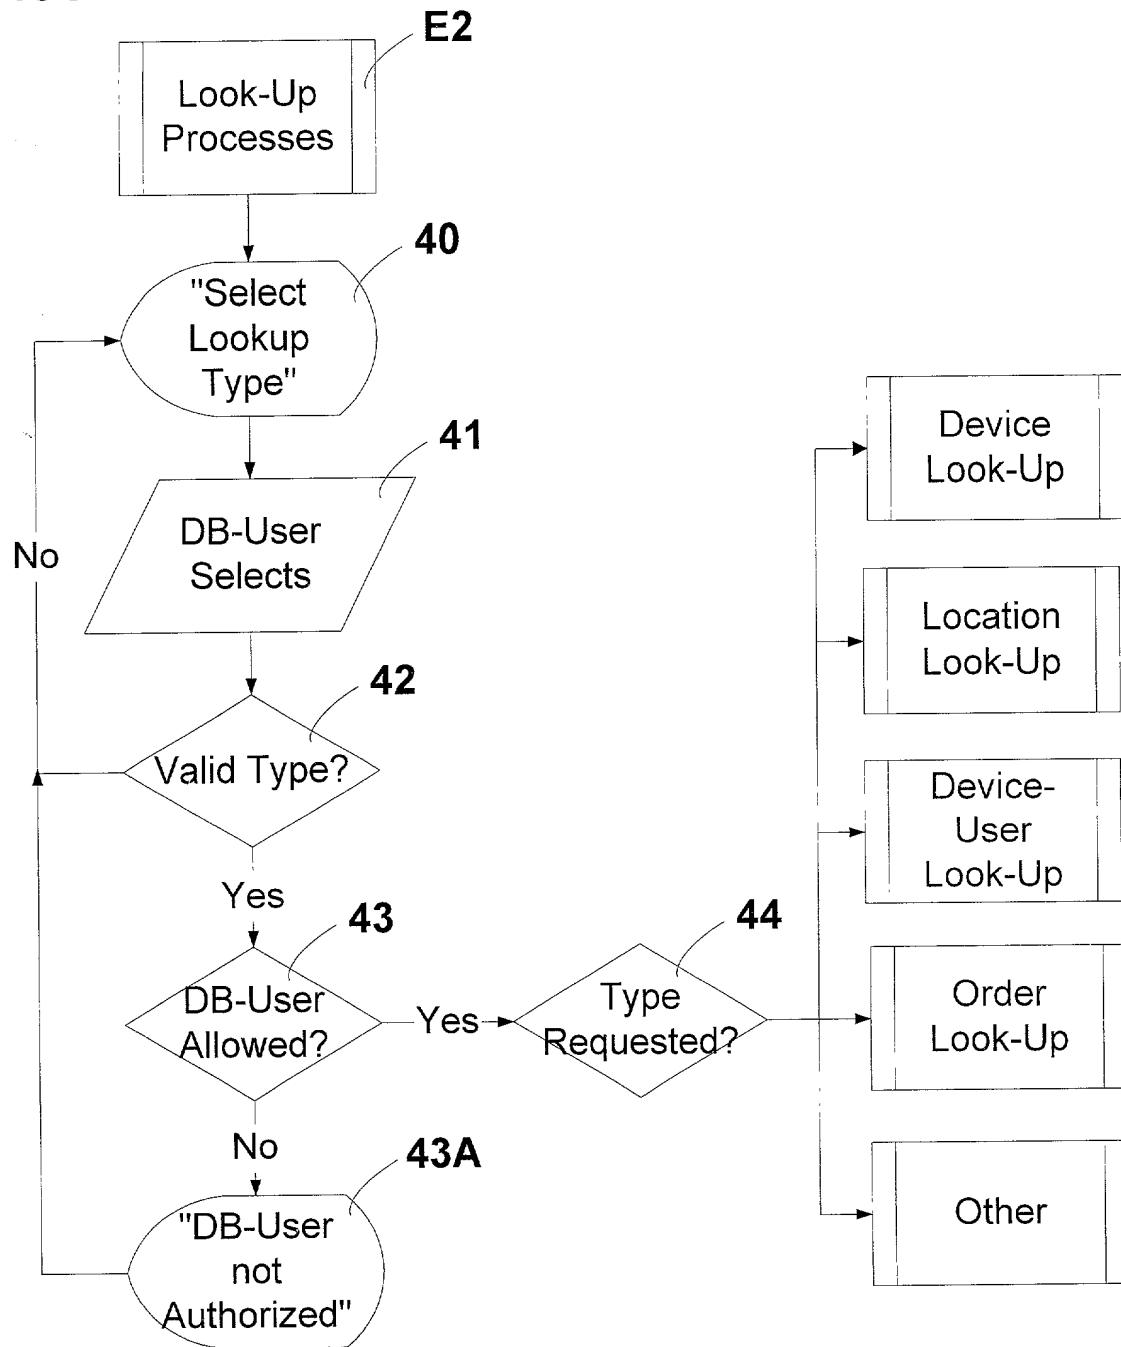 E2
Look-Up
Processes
40
"Select
Lookup
Type"
41
DB-User
Selects
No
42
Valid Type?
Yes
43
DB-User
Allowed?
Yes
44
Type
Requested?
No
43A
"DB-User
not
Authorized"
Device
Look-Up
Location
Look-Up
Device-
User
Look-Up
Order
Look-Up
Other